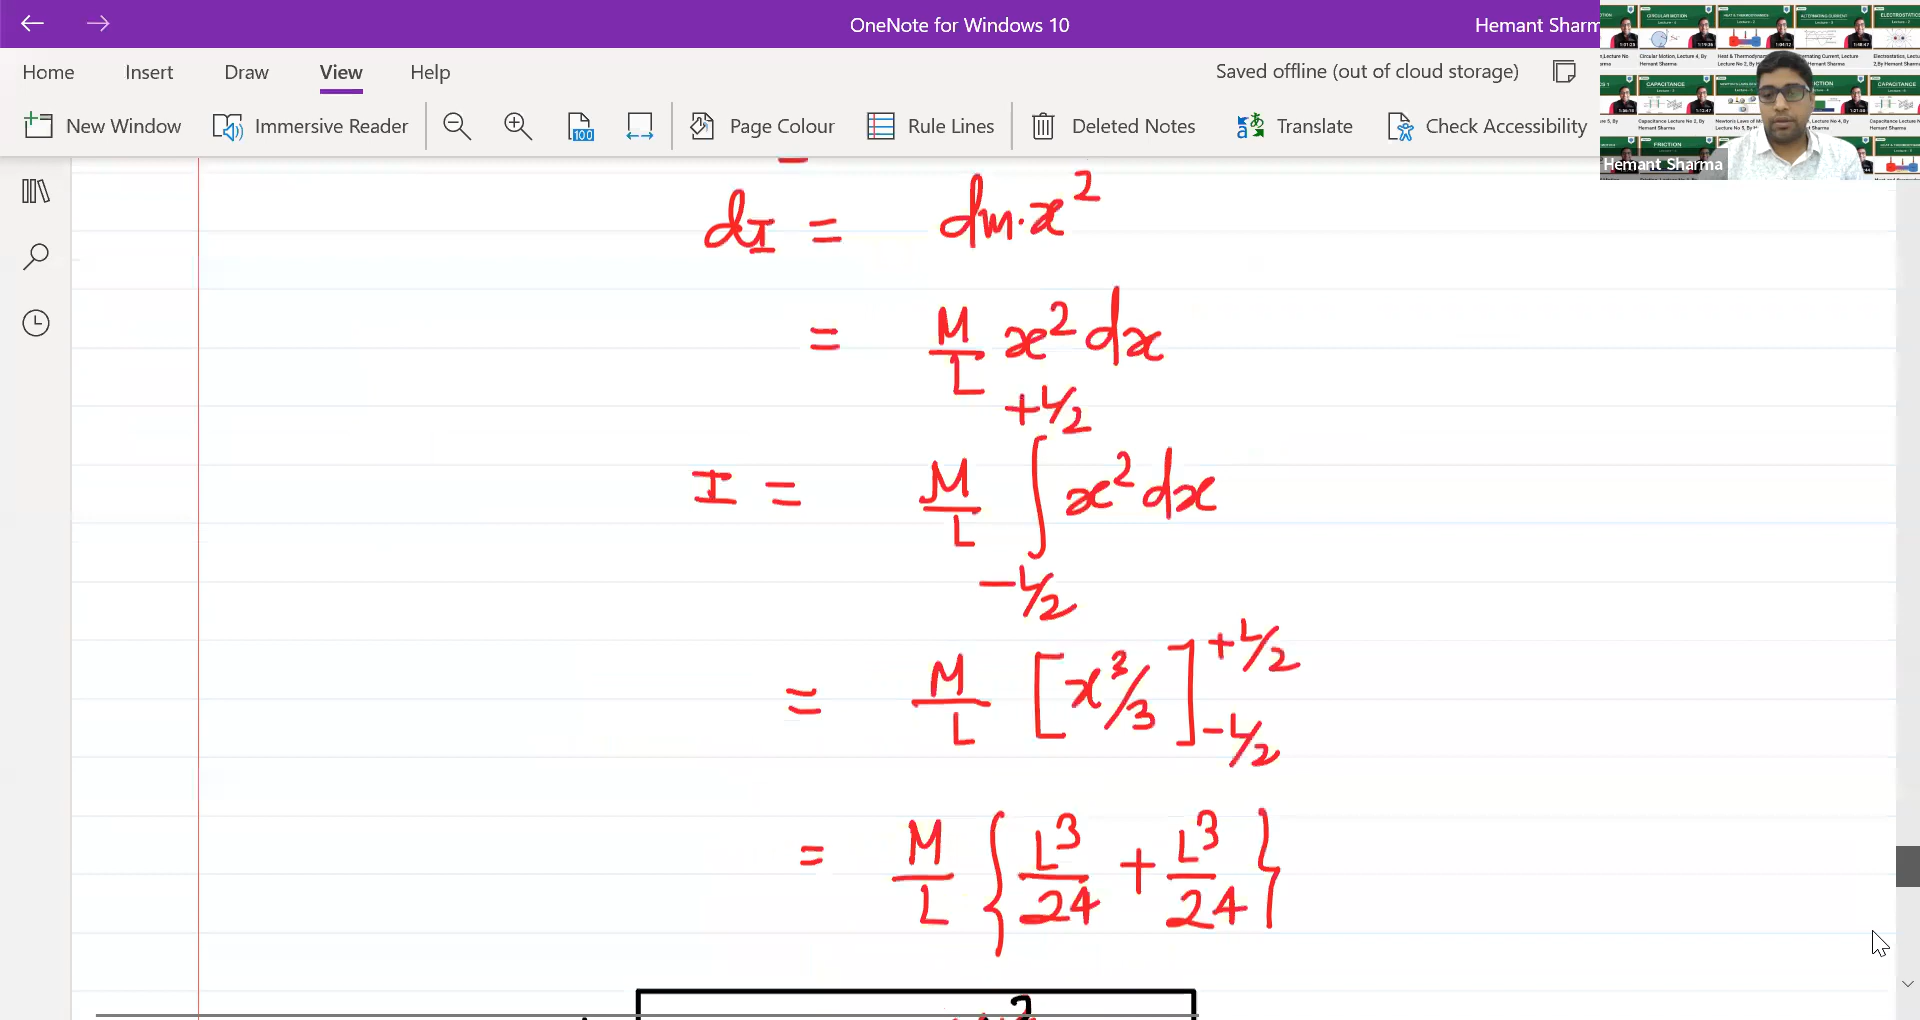 OneNote for Windows 10
Hemant Sharm
Home Insert Draw View Help
Saved offline (out of cloud storage)
New Window Immersive Reader 100 Page Colour Rule Lines Deleted Notes Translate Check Accessibility
Hemant Sharma
dI = dm·x²
= M/L x² dx
I = M/L ∫ x² dx +L/2 -L/2
= M/L [x³/3] +L/2 -L/2
= M/L { L³/24 + L³/24 }